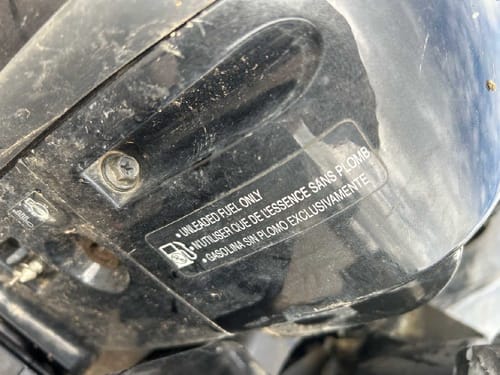 • UNLEADED FUEL ONLY
• N'UTILISER QUE DE L'ESSENCE SANS PLOMB
• GASOLINA SIN PLOMO EXCLUSIVAMENTE